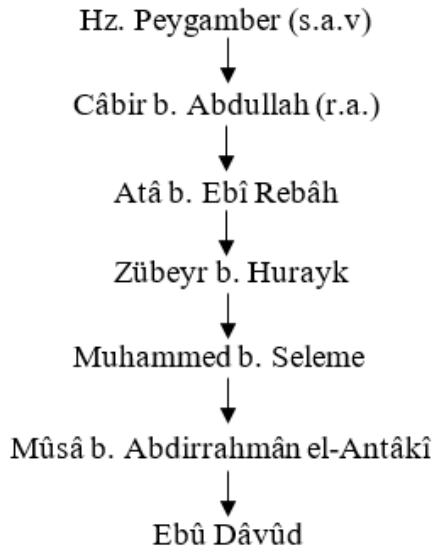 Hz. Peygamber (s.a.v)
Câbir b. Abdullah (r.a.)
Atâ b. Ebî Rebâh
Zübeyr b. Hurayk
Muhammed b. Seleme
Mûsâ b. Abdirrahmân el-Antâkî
Ebû Dâvûd